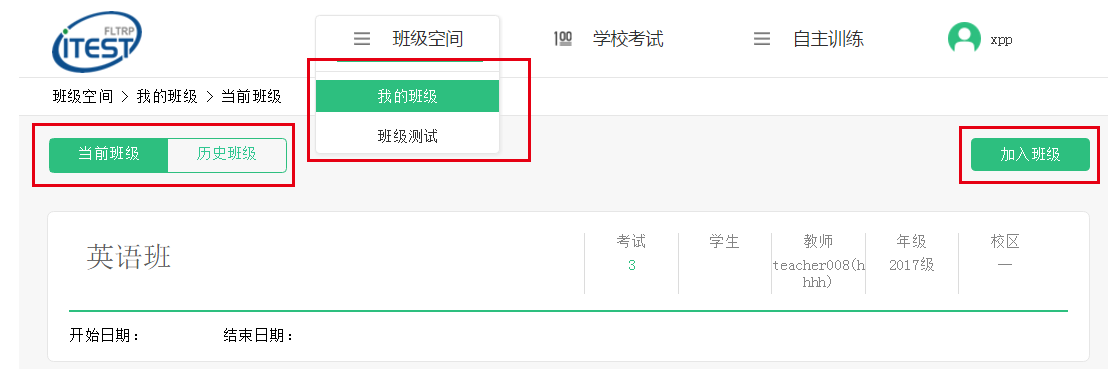 FLTRP
iTEST
班级空间
学校考试
自主训练
xpp
我的班级
班级测试
班级空间 > 我的班级 > 当前班级
当前班级
历史班级
加入班级
英语班
考试
3
学生
教师
teacher008(h
hhh)
年级
2017级
校区
—
开始日期：
结束日期：